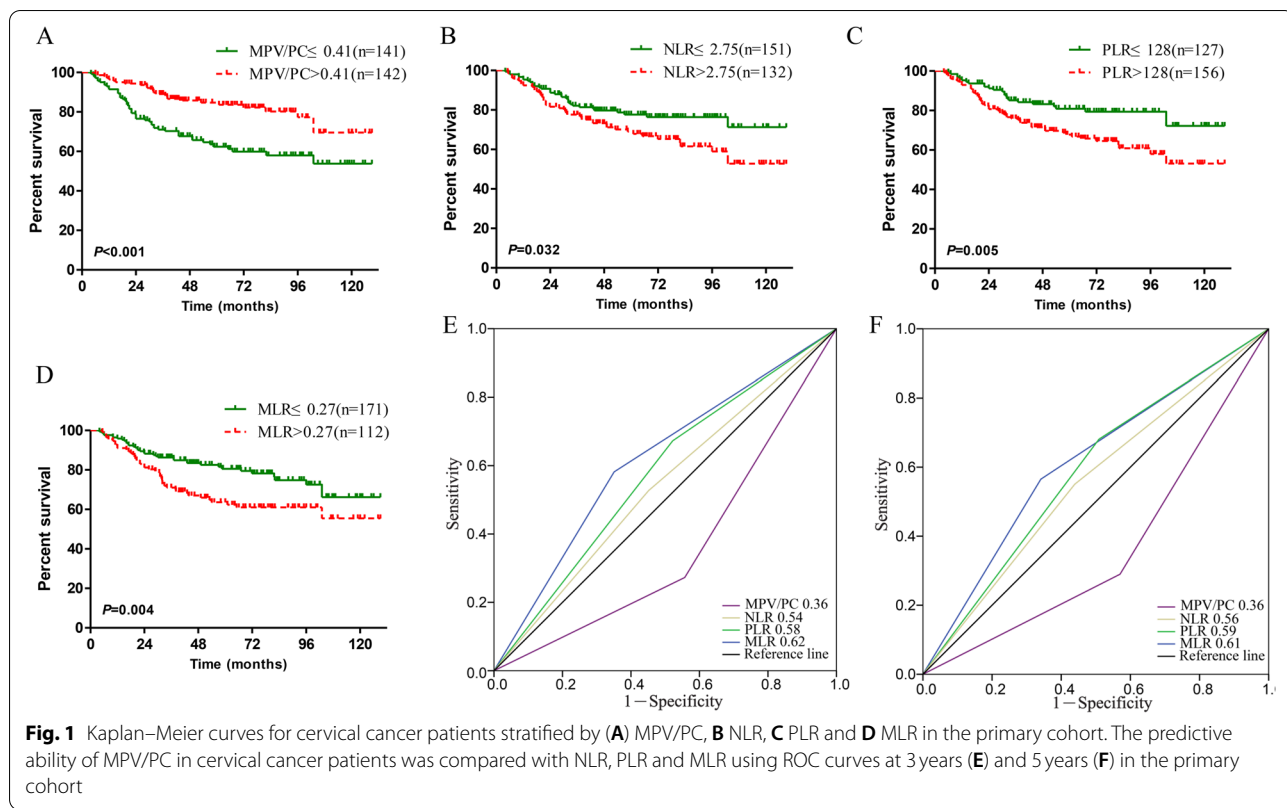 A
MPV/PC≤ 0.41(n=141)
MPV/PC>0.41(n=142)
Percent survival
100
80
60
40
20
0
P<0.001
0 24 48 72 96 120
Time (months)
B
NLR≤ 2.75(n=151)
NLR>2.75(n=132)
Percent survival
100
80
60
40
20
0
P=0.032
0 24 48 72 96 120
Time (months)
C
PLR≤ 128(n=127)
PLR>128(n=156)
Percent survival
100
80
60
40
20
0
P=0.005
0 24 48 72 96 120
Time (months)
D
MLR≤ 0.27(n=171)
MLR>0.27(n=112)
Percent survival
100
80
60
40
20
0
P=0.004
0 24 48 72 96 120
Time (months)
E
Sensitivity
1.0
0.8
0.6
0.4
0.2
0.0
MPV/PC 0.36
NLR 0.54
PLR 0.58
MLR 0.62
Reference line
0.0 0.2 0.4 0.6 0.8 1.0
1−Specificity
F
Sensitivity
1.0
0.8
0.6
0.4
0.2
0.0
MPV/PC 0.36
NLR 0.56
PLR 0.59
MLR 0.61
Reference line
0.0 0.2 0.4 0.6 0.8 1.0
1−Specificity
Fig. 1 Kaplan–Meier curves for cervical cancer patients stratified by (A) MPV/PC, B NLR, C PLR and D MLR in the primary cohort. The predictive
ability of MPV/PC in cervical cancer patients was compared with NLR, PLR and MLR using ROC curves at 3 years (E) and 5 years (F) in the primary
cohort